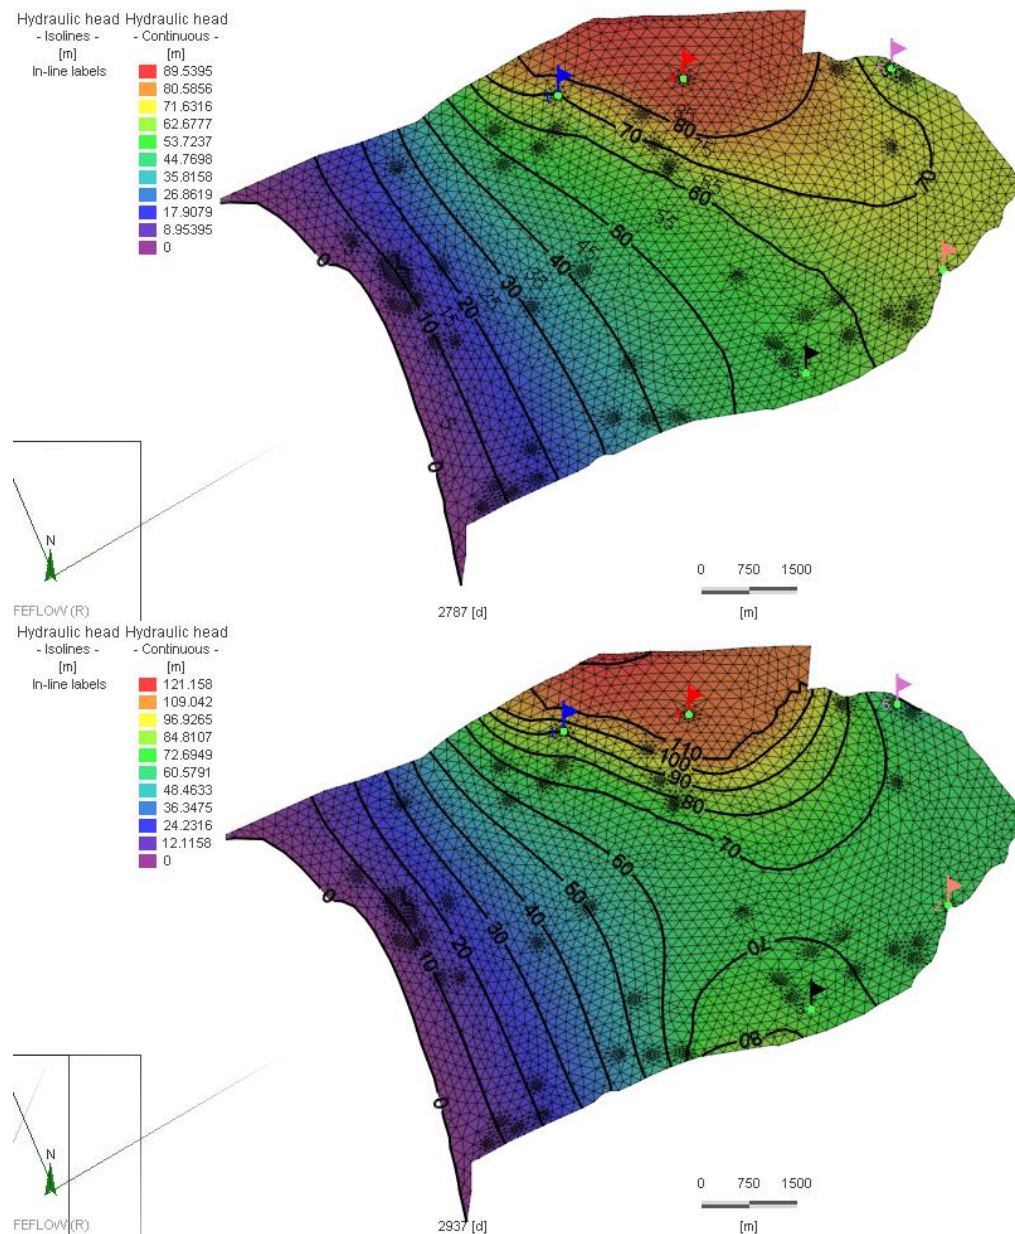 Hydraulic head Hydraulic head
- Isolines - - Continuous -
[m] [m]
In-line labels 89.5395
80.5856
71.6316
62.6777
53.7237
44.7698
35.8158
26.8619
17.9079
8.95395
0
80
70
70
60
60
40
30
20
10
0
0
N
FEFLOW (R)
0 750 1500
[m]
2787 [d]
Hydraulic head Hydraulic head
- Isolines - - Continuous -
[m] [m]
In-line labels 121.158
109.042
96.9265
84.8107
72.6949
60.5791
48.4633
36.3475
24.2316
12.1158
0
110
100
90
80
70
60
60
40
30
20
10
0
0
70
80
N
FEFLOW (R)
0 750 1500
[m]
2937 [d]